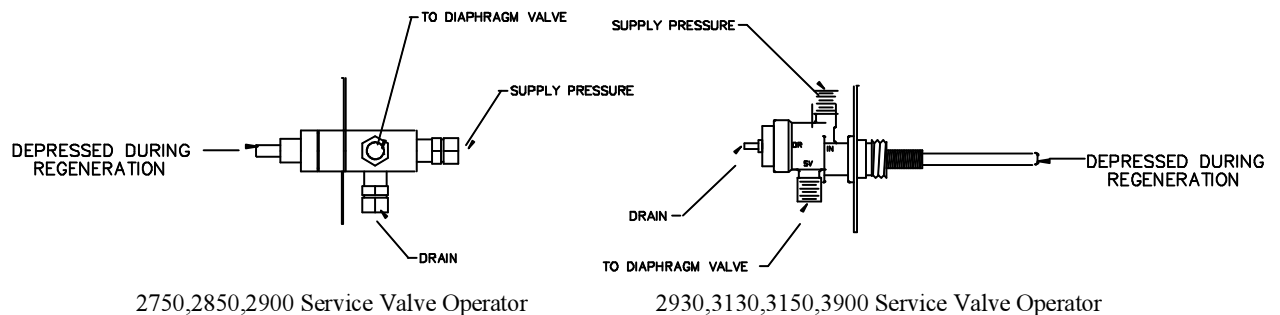 TO DIAPHRAGM VALVE
SUPPLY PRESSURE
DEPRESSED DURING
REGENERATION
DRAIN
2750,2850,2900 Service Valve Operator
SUPPLY PRESSURE
DR
IN
SV
DRAIN
TO DIAPHRAGM VALVE
DEPRESSED DURING
REGENERATION
2930,3130,3150,3900 Service Valve Operator